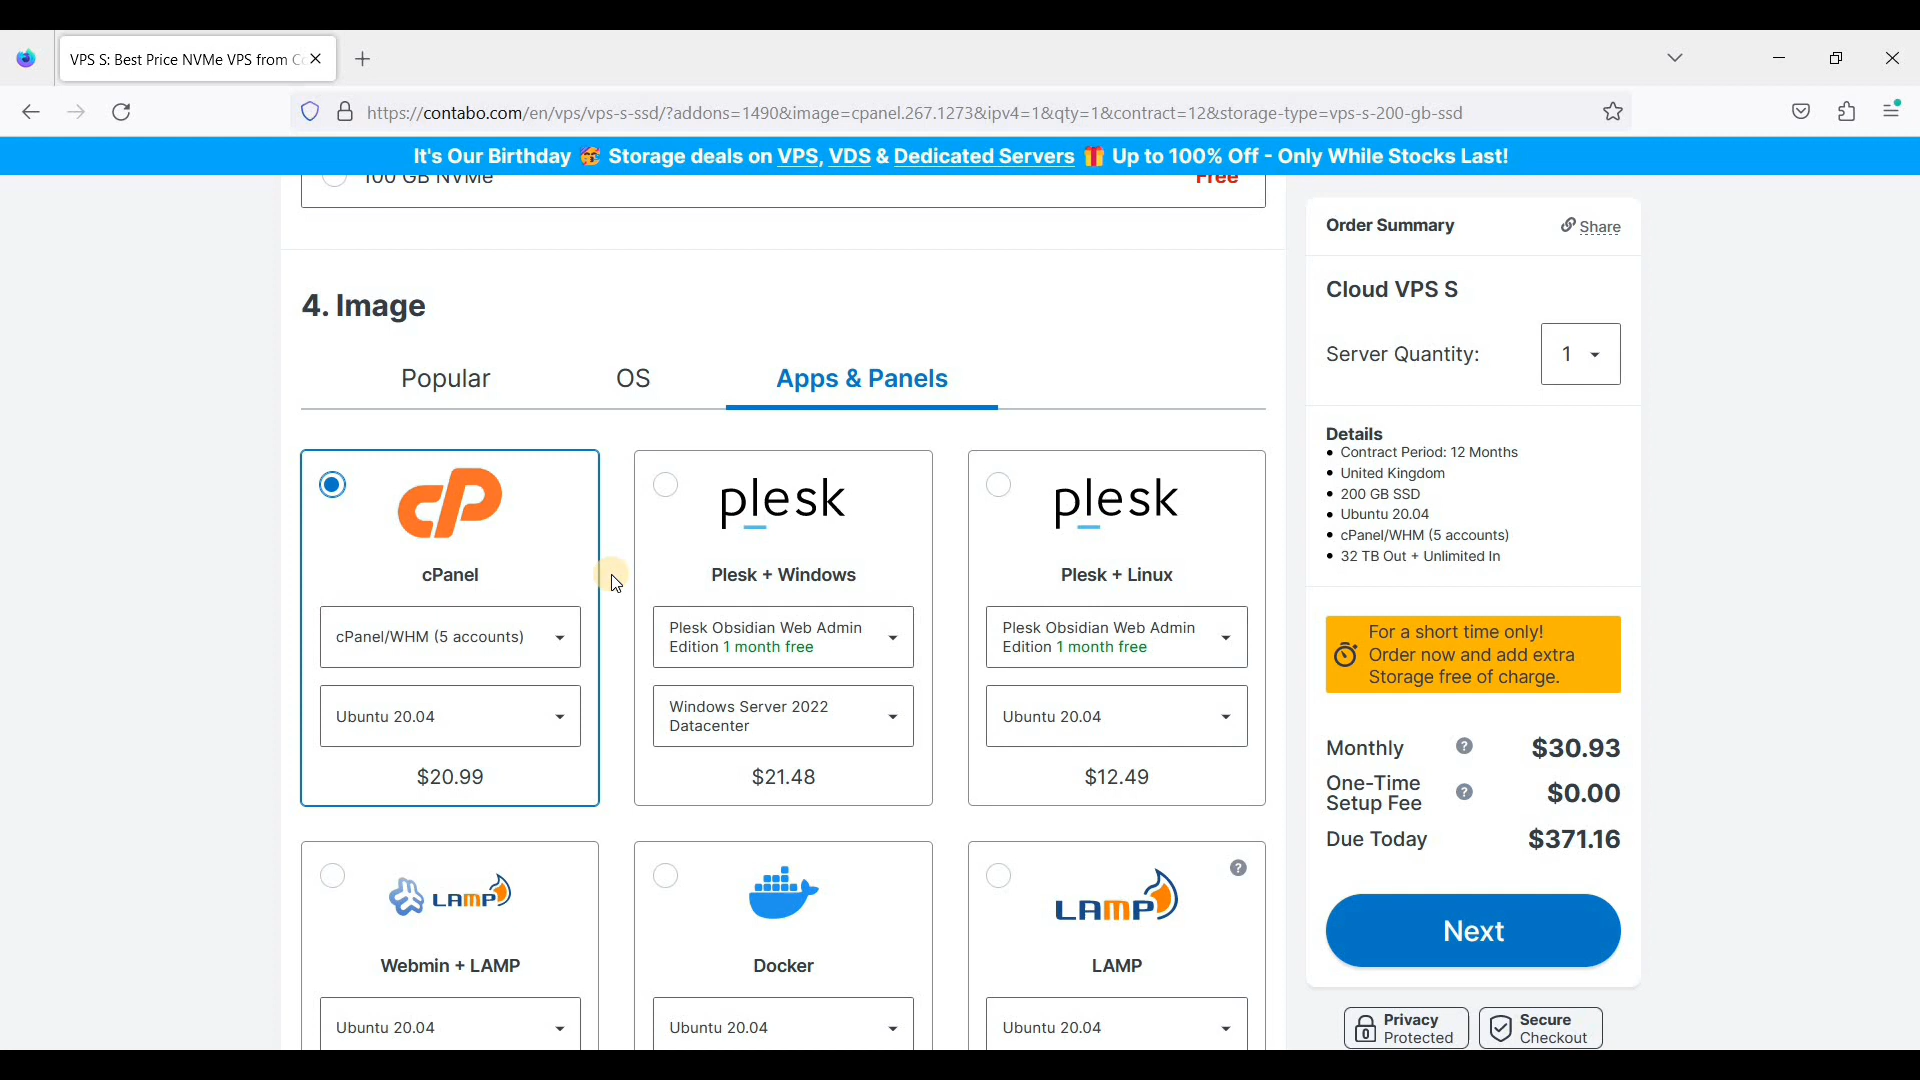 VPS S: Best Price NVMe VPS from Co
https://contabo.com/en/vps/vps-s-ssd/?addons=1490&image=cpanel.267.1273&ipv4=1&qty=1&contract=12&storage-type=vps-s-200-gb-ssd
It's Our Birthday 🥳 Storage deals on VPS, VDS & Dedicated Servers 🎁 Up to 100% Off - Only While Stocks Last!
100 GB NVMe
Free
4. Image
Popular
OS
Apps & Panels
cP
cPanel
cPanel/WHM (5 accounts)
Ubuntu 20.04
$20.99
plesk
Plesk + Windows
Plesk Obsidian Web Admin
Edition 1 month free
Windows Server 2022
Datacenter
$21.48
plesk
Plesk + Linux
Plesk Obsidian Web Admin
Edition 1 month free
Ubuntu 20.04
$12.49
LAMP
Webmin + LAMP
Ubuntu 20.04
Docker
Ubuntu 20.04
?
LAMP
LAMP
Ubuntu 20.04
Order Summary
Share
Cloud VPS S
Server Quantity:
1
Details
• Contract Period: 12 Months
• United Kingdom
• 200 GB SSD
• Ubuntu 20.04
• cPanel/WHM (5 accounts)
• 32 TB Out + Unlimited In
For a short time only!
Order now and add extra
Storage free of charge.
Monthly ? $30.93
One-Time
Setup Fee ? $0.00
Due Today $371.16
Next
Privacy
Protected
Secure
Checkout